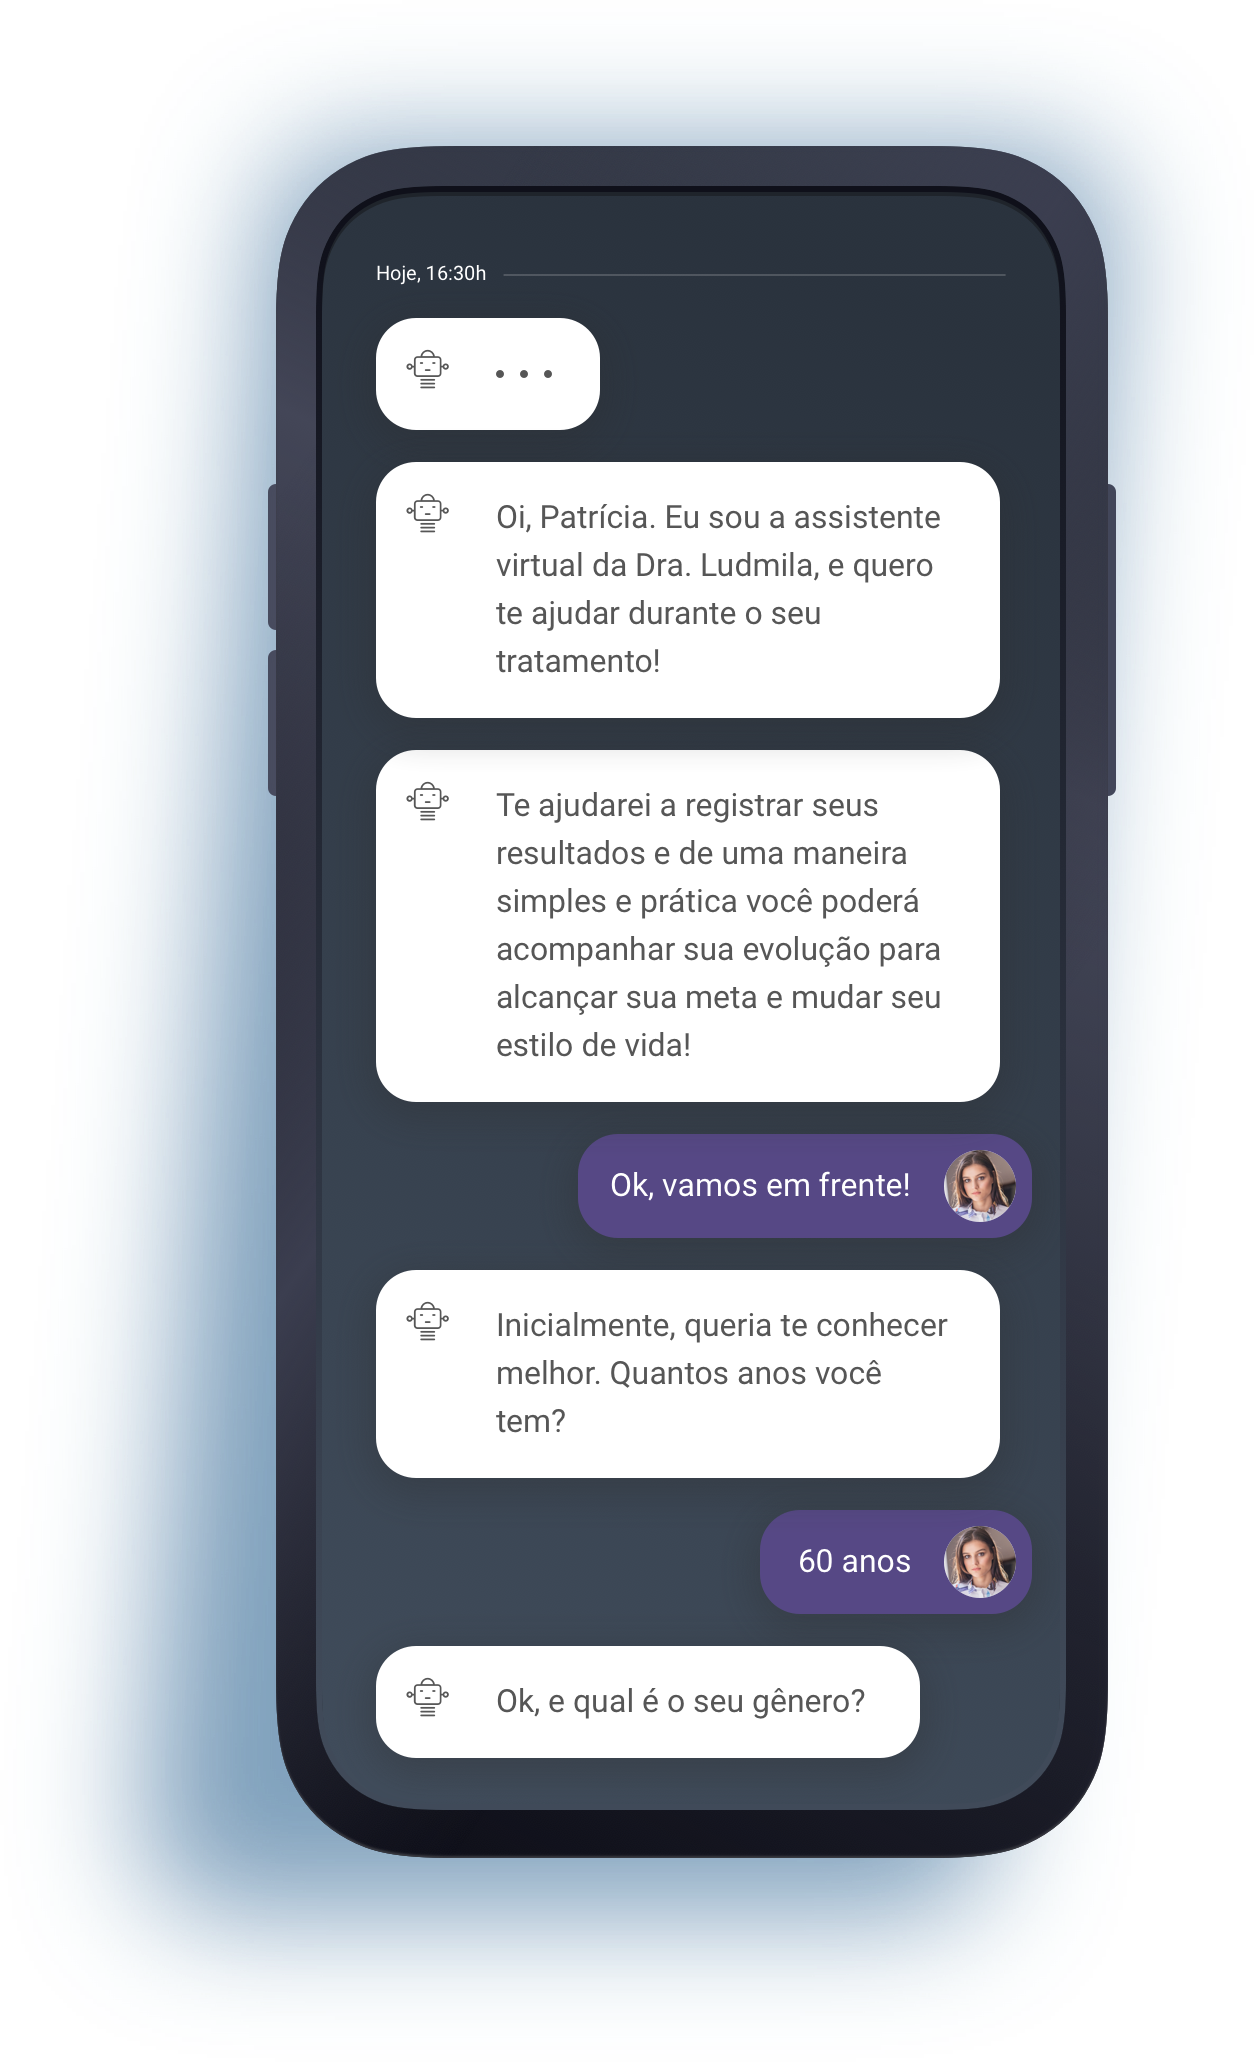 Hoje, 16:30h
Oi, Patrícia. Eu sou a assistente
virtual da Dra. Ludmila, e quero
te ajudar durante o seu
tratamento!
Te ajudarei a registrar seus
resultados e de uma maneira
simples e prática você poderá
acompanhar sua evolução para
alcançar sua meta e mudar seu
estilo de vida!
Ok, vamos em frente!
Inicialmente, queria te conhecer
melhor. Quantos anos você
tem?
60 anos
Ok, e qual é o seu gênero?